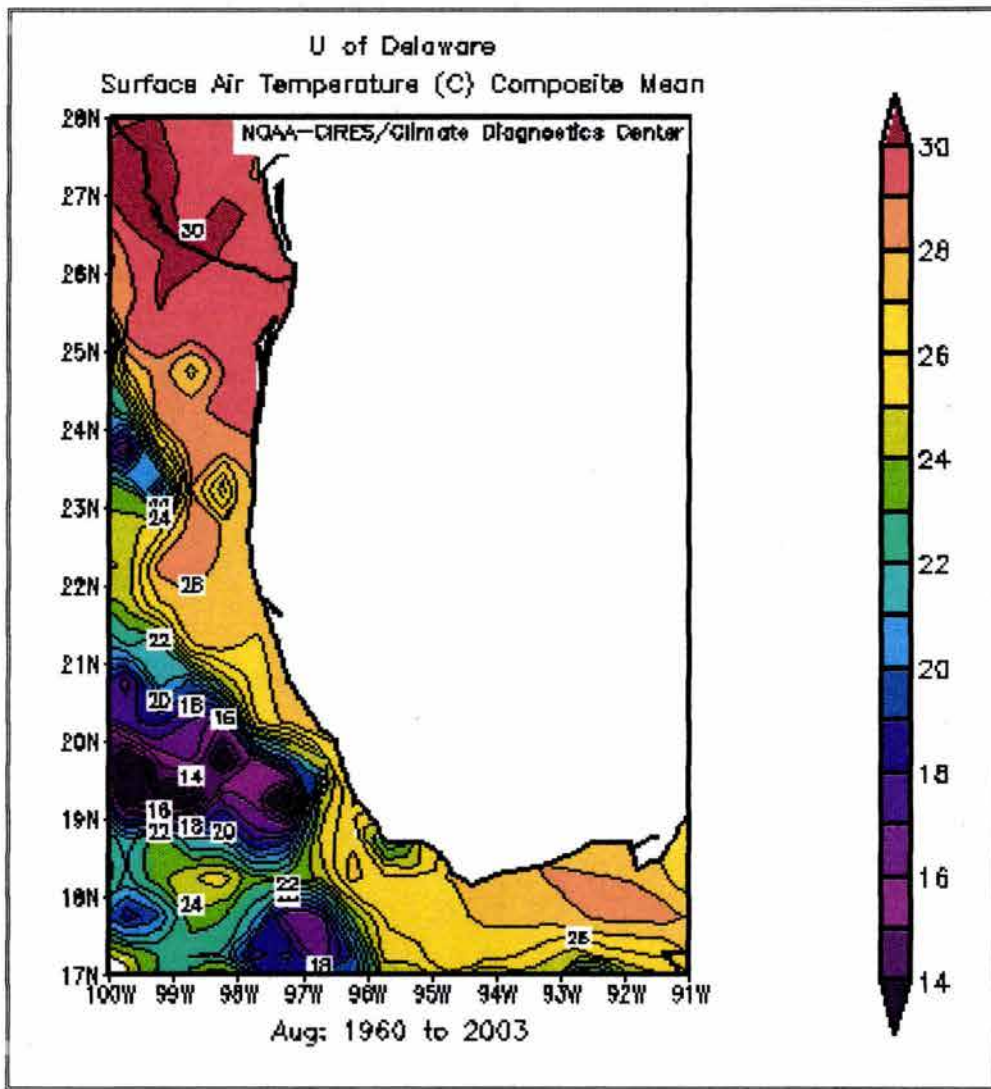 U of Delaware
Surface Air Temperature (C) Composite Mean
NOAA-CIRES/Climate Diagnostics Center
28N
27N
26N
25N
24N
23N
22N
21N
20N
19N
18N
17N
100W 99W 98W 97W 96W 95W 94W 93W 92W 91W
30
24
28
22
20 18 16
14
16
22 18 20
22
24
18
26
30
28
26
24
22
20
18
16
14
Aug: 1960 to 2003